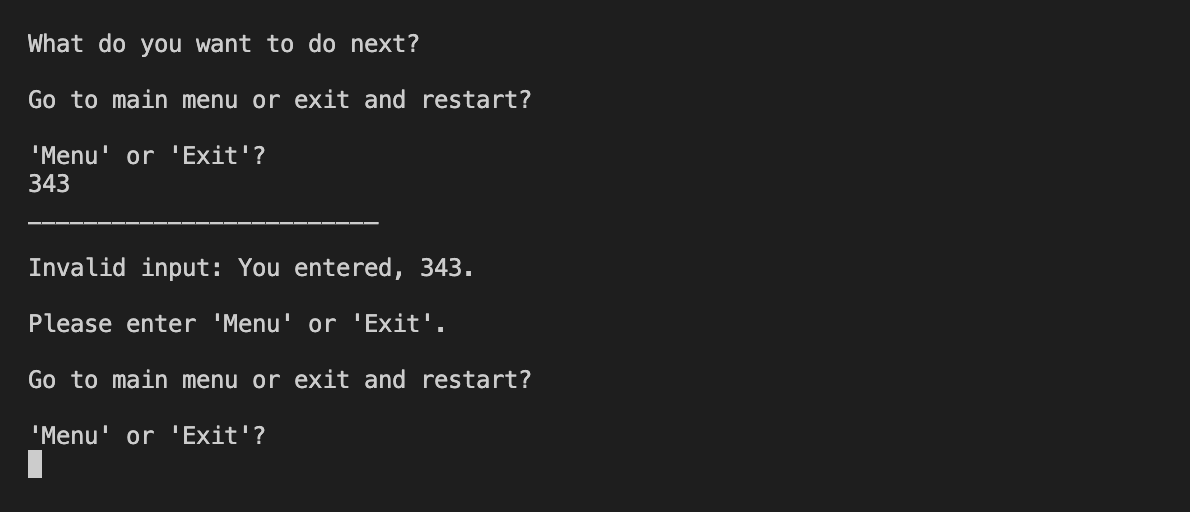 What do you want to do next?
Go to main menu or exit and restart?
'Menu' or 'Exit'?
343
_________________________
Invalid input: You entered, 343.
Please enter 'Menu' or 'Exit'.
Go to main menu or exit and restart?
'Menu' or 'Exit'?